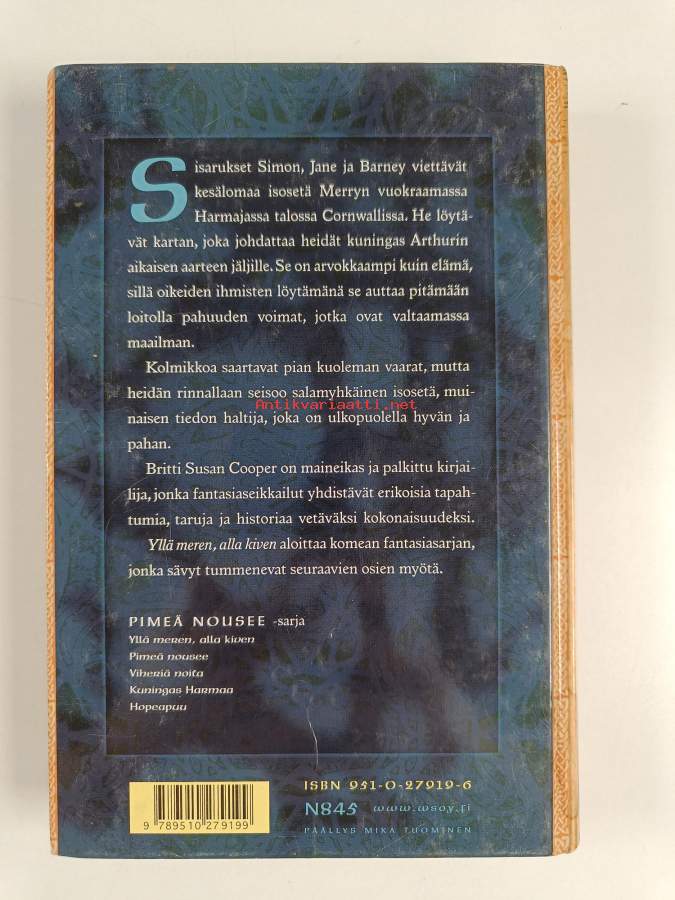 Sisarukset Simon, Jane ja Barney viettävät
kesälomaa isosetä Merryn vuokraamassa
Harmajassa talossa Cornwallissa. He löytä-
vät kartan, joka johdattaa heidät kuningas Arthurin
aikaisen aarteen jäljille. Se on arvokkaampi kuin elämä,
sillä oikeiden ihmisten löytämänä se auttaa pitämään
loitolla pahuuden voimat, jotka ovat valtaamassa
maailman.
Kolmikkoa saartavat pian kuoleman vaarat, mutta
heidän rinnallaan seisoo salamyhkäinen isosetä, mui-
Antikvariaatti.net
naisen tiedon haltija, joka on ulkopuolella hyvän ja
pahan.
Britti Susan Cooper on maineikas ja palkittu kirjai-
lija, jonka fantasiaseikkailut yhdistävät erikoisia tapah-
tumia, taruja ja historiaa vetäväksi kokonaisuudeksi.
Yllä meren, alla kiven aloittaa komean fantasiasarjan,
jonka sävyt tummenevat seuraavien osien myötä.
PIMEÄ NOUSEE -sarja
Yllä meren, alla kiven
Pimeä nousee
Viheriä noita
Kuningas Harmaa
Hopeapuu
ISBN 951-0-27919-6
N845 www.wsoy.fi
PÄÄLLYS MIKA TUOMINEN
9 789510 279199